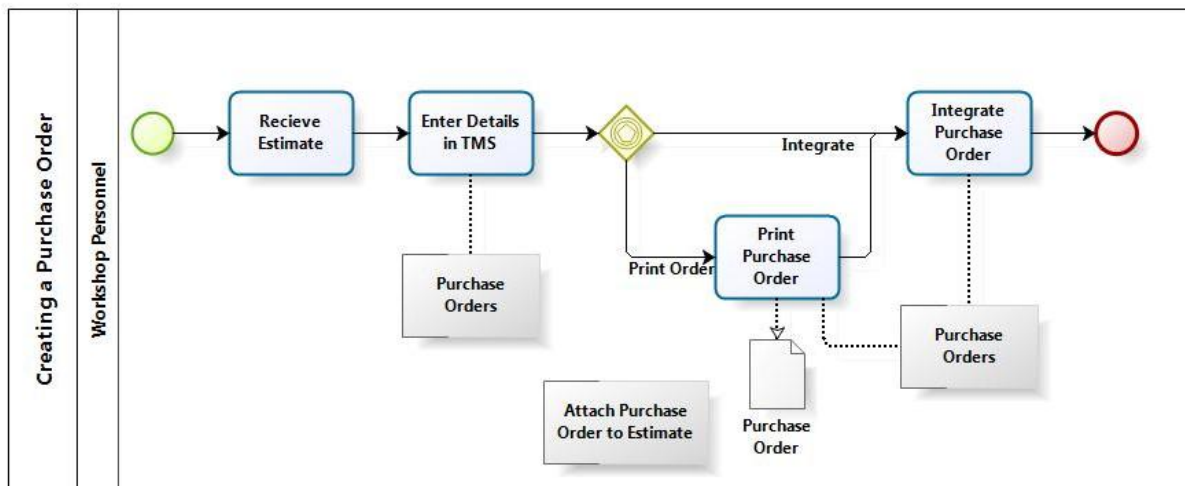 Creating a Purchase Order
Workshop Personnel
Recieve
Estimate
Enter Details
in TMS
Integrate
Integrate
Purchase
Order
Print Order
Print
Purchase
Order
Purchase
Orders
Purchase
Orders
Attach Purchase
Order to Estimate
Purchase
Order